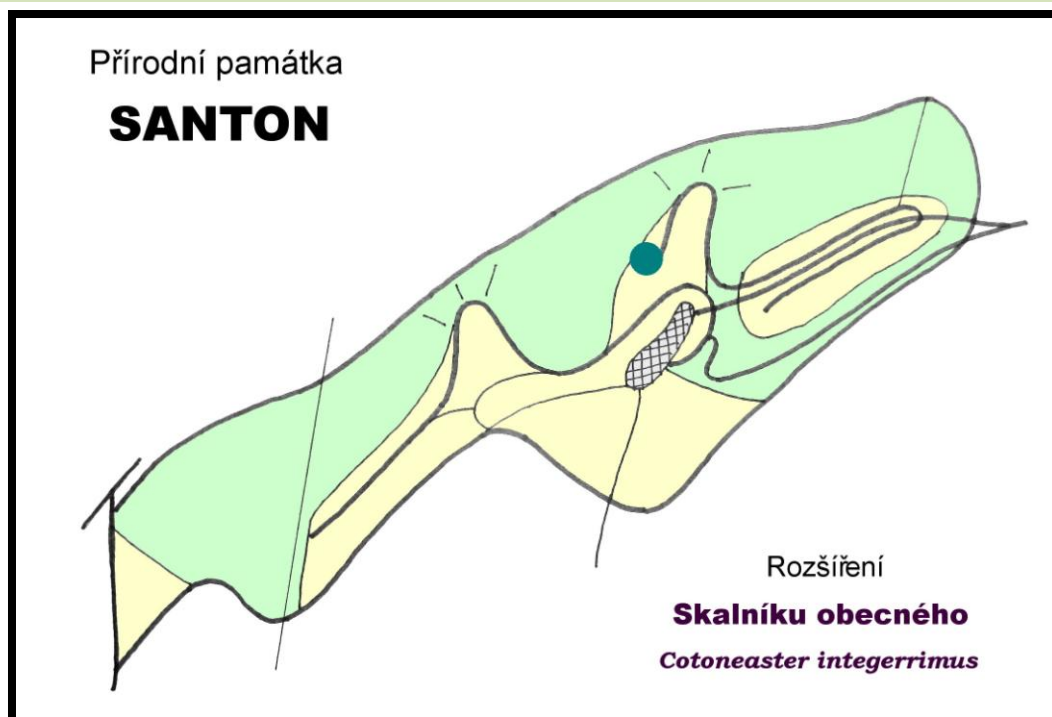 Přírodní památka
SANTON
Rozšíření
Skalníku obecného
Cotoneaster integerrimus